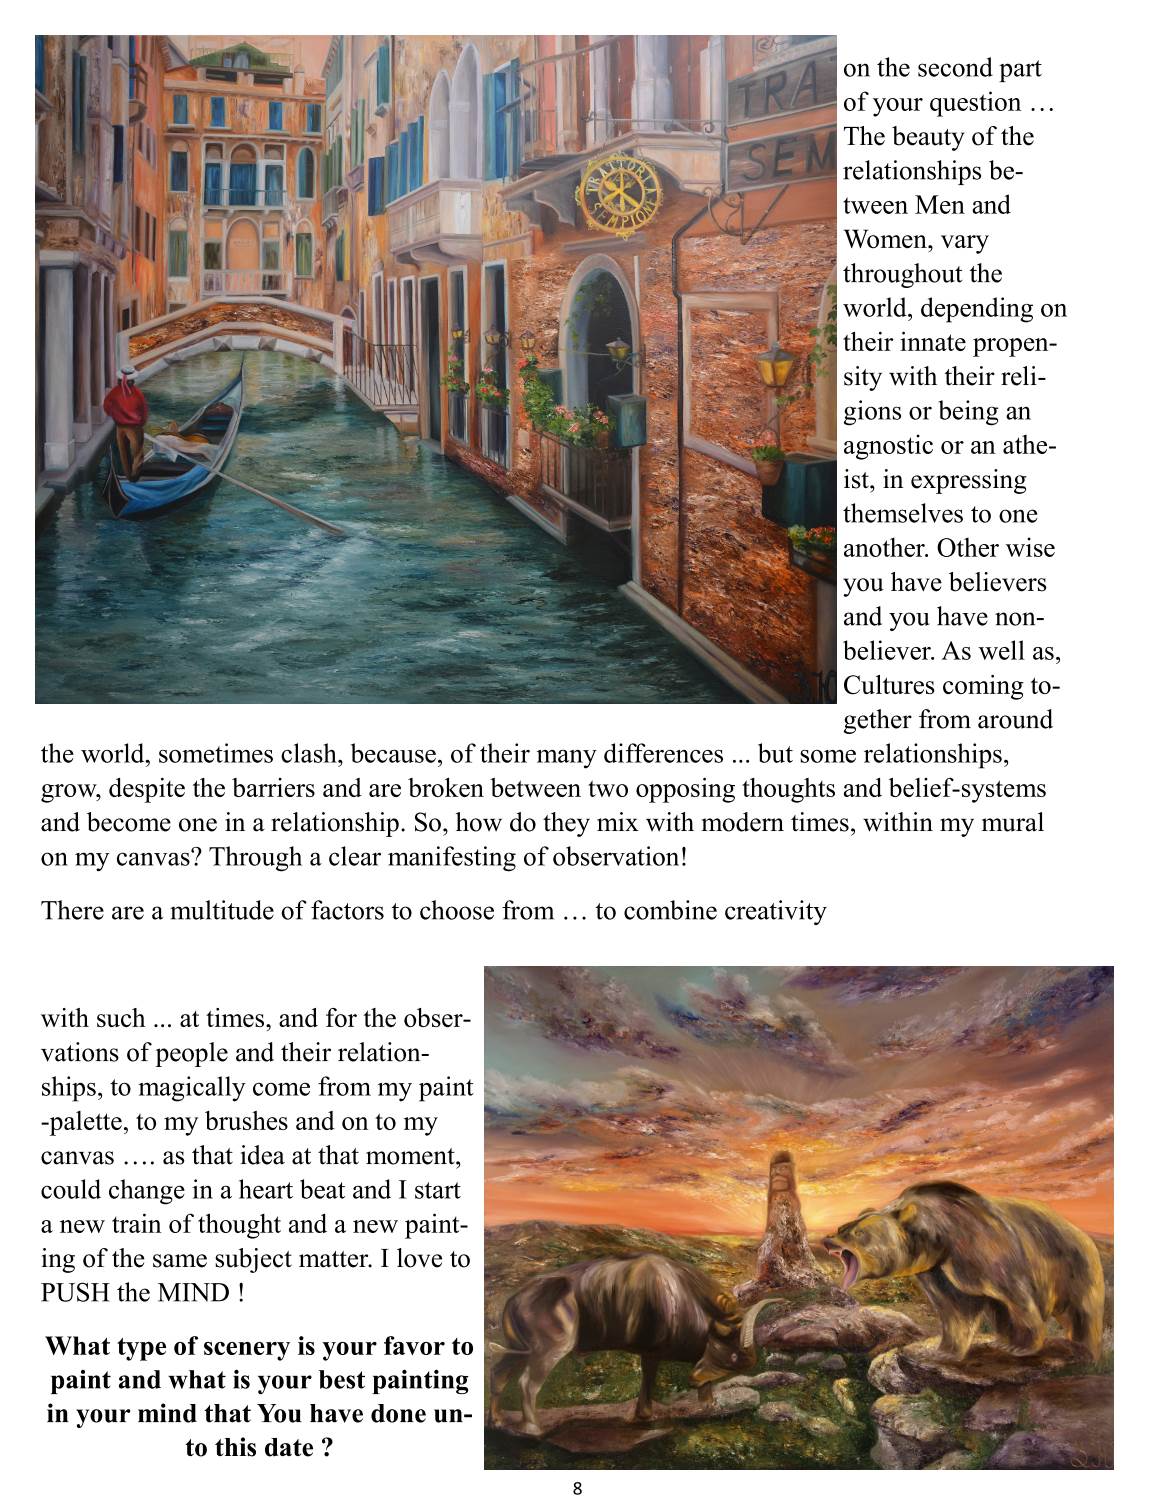 TRA
SEM
TRATTORIA
SEMPIONE
on the second part
of your question …
The beauty of the
relationships be-
tween Men and
Women, vary
throughout the
world, depending on
their innate propen-
sity with their reli-
gions or being an
agnostic or an athe-
ist, in expressing
themselves to one
another. Other wise
you have believers
and you have non-
believer. As well as,
Cultures coming to-
gether from around
the world, sometimes clash, because, of their many differences ... but some relationships,
grow, despite the barriers and are broken between two opposing thoughts and belief-systems
and become one in a relationship. So, how do they mix with modern times, within my mural
on my canvas? Through a clear manifesting of observation!
There are a multitude of factors to choose from … to combine creativity
with such ... at times, and for the obser-
vations of people and their relation-
ships, to magically come from my paint
-palette, to my brushes and on to my
canvas …. as that idea at that moment,
could change in a heart beat and I start
a new train of thought and a new paint-
ing of the same subject matter. I love to
PUSH the MIND !
What type of scenery is your favor to
paint and what is your best painting
in your mind that You have done un-
to this date ?
8